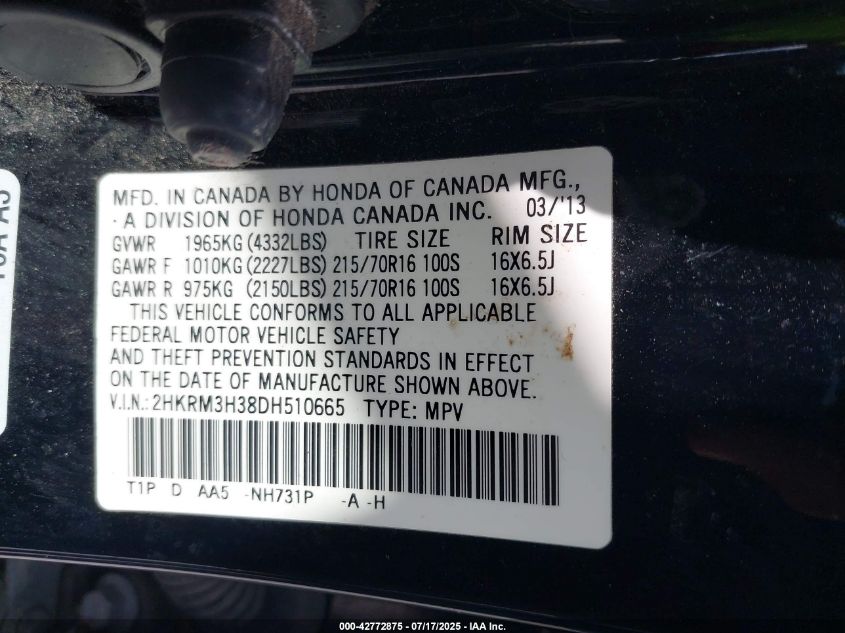 MFD. IN CANADA BY HONDA OF CANADA MFG.,
· A DIVISION OF HONDA CANADA INC. 03/'13
GVWR 1965KG (4332LBS) TIRE SIZE RIM SIZE
GAWR F 1010KG (2227LBS) 215/70R16 100S 16X6.5J
GAWR R 975KG (2150LBS) 215/70R16 100S 16X6.5J
THIS VEHICLE CONFORMS TO ALL APPLICABLE
FEDERAL MOTOR VEHICLE SAFETY
AND THEFT PREVENTION STANDARDS IN EFFECT
ON THE DATE OF MANUFACTURE SHOWN ABOVE.
V.I.N.: 2HKRM3H38DH510665 TYPE: MPV
T1P D AA5 -NH731P -A -H
000-42772875 - 07/17/2025 - IAA Inc.